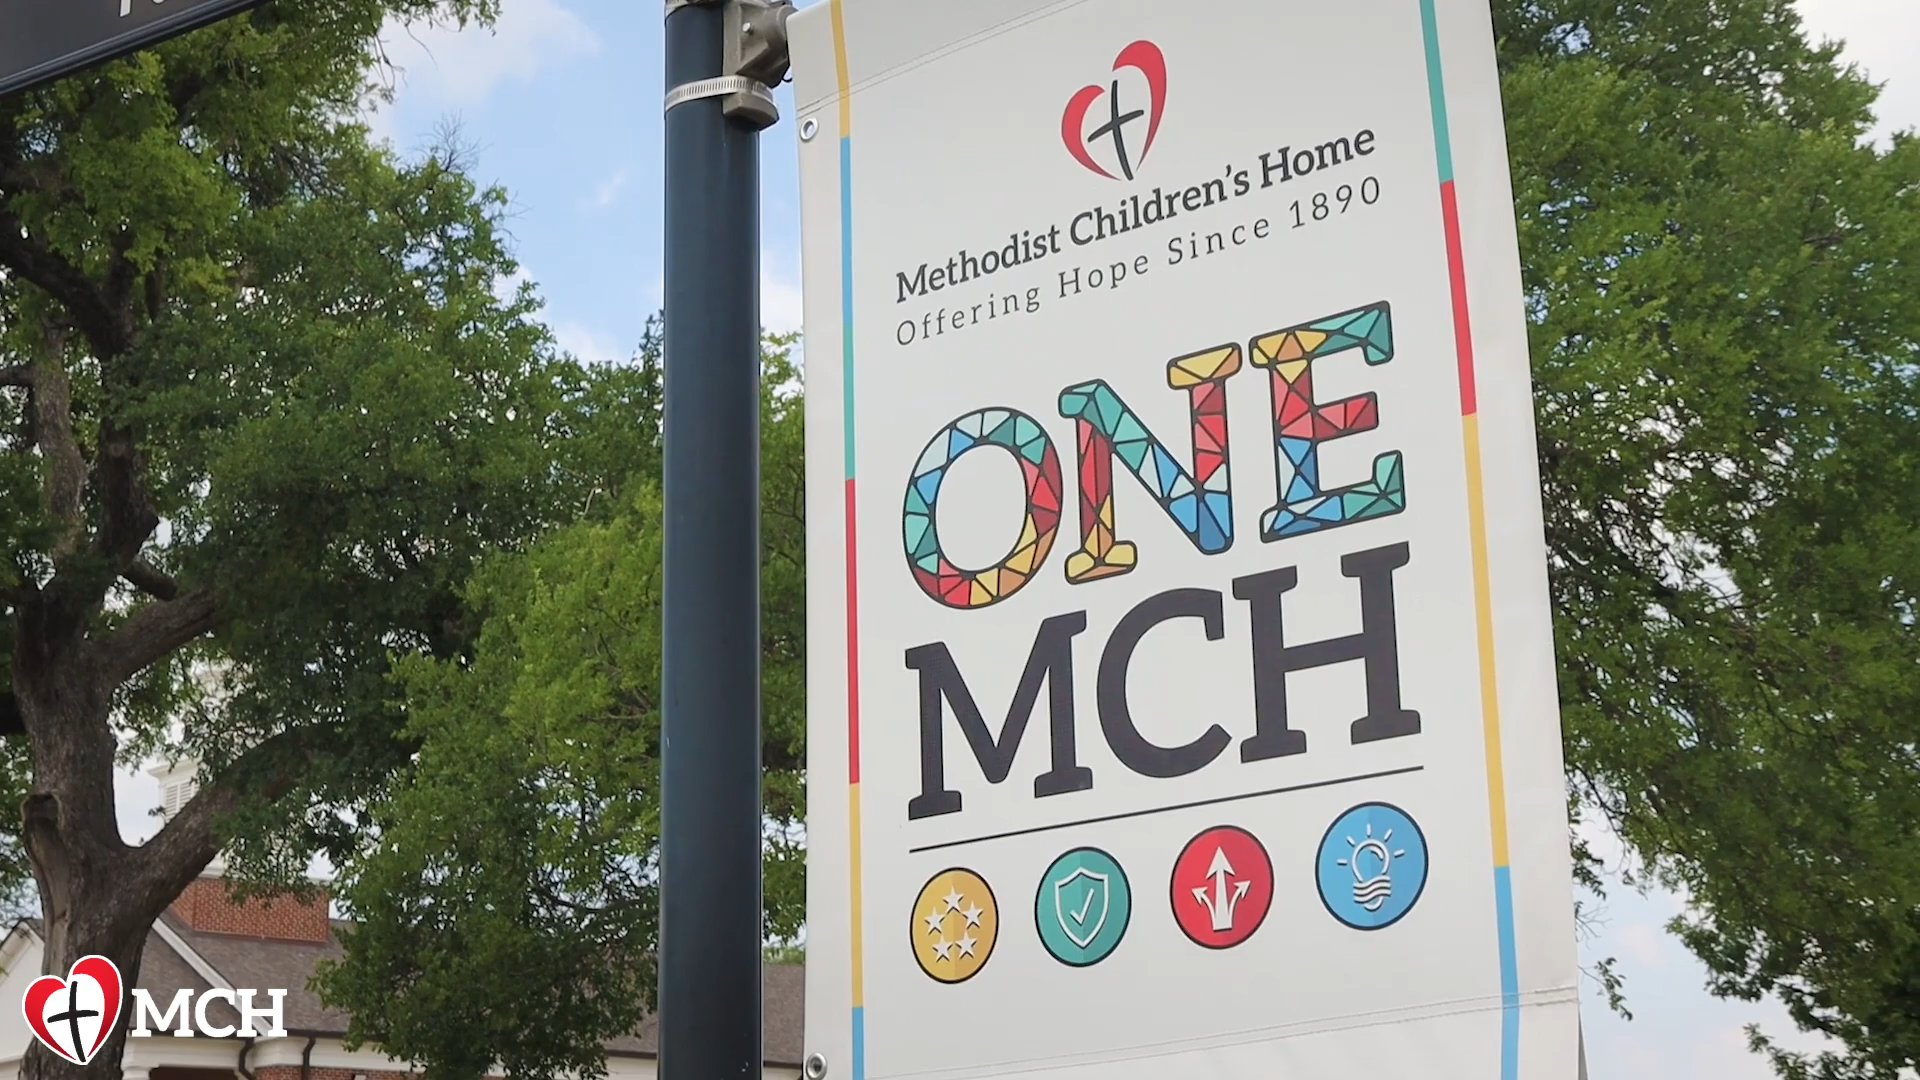 Methodist Children's Home
Offering Hope Since 1890
ONE
MCH
MCH